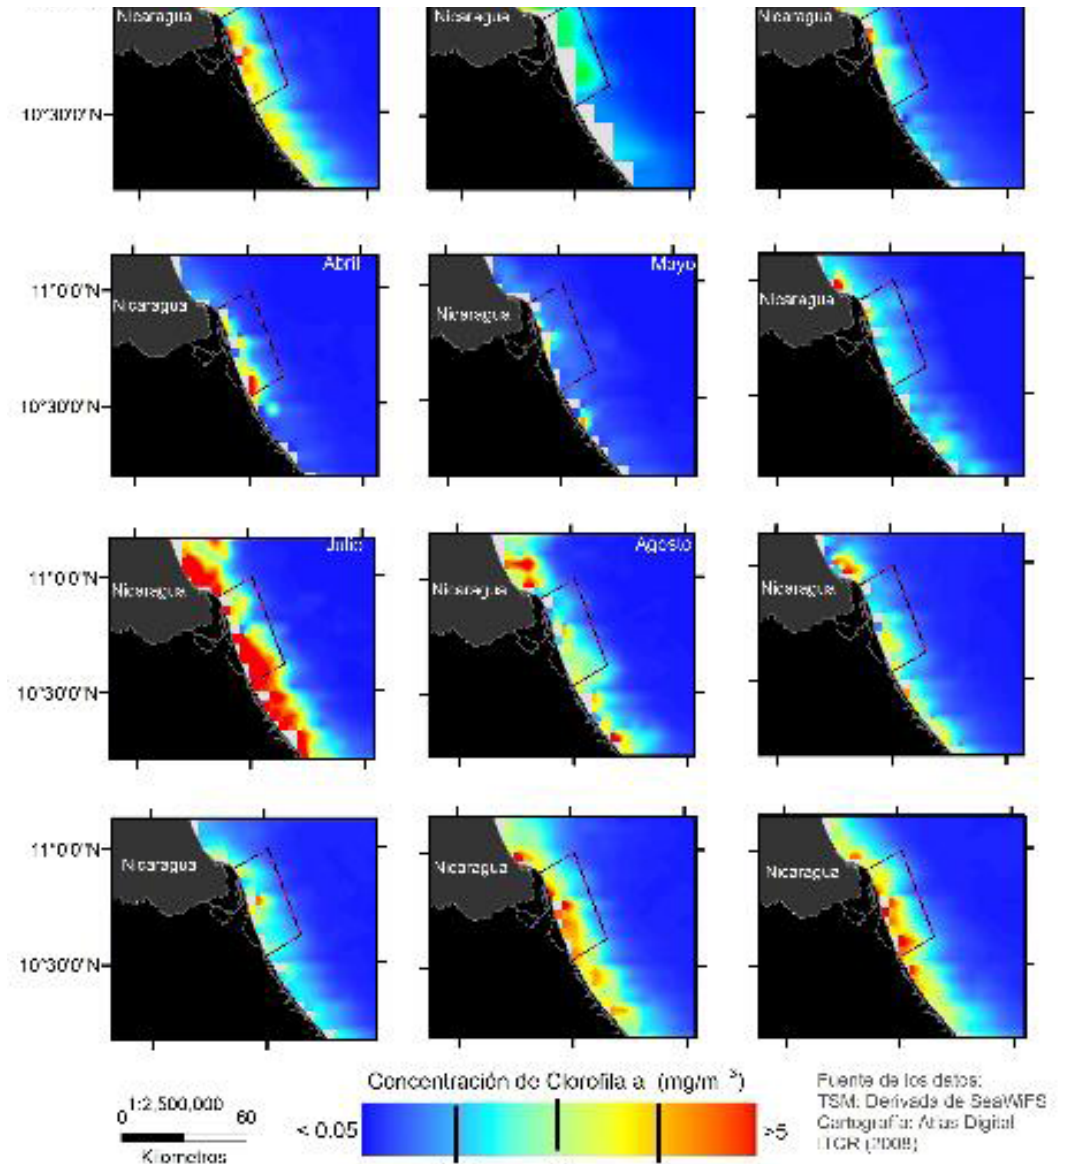 Nicaragua
Nicaragua
Nicaragua
10°30'0"N
Abril
Mayo
11°0'0"N
Nicaragua
Nicaragua
Nicaragua
10°30'0"N
Julio
Agosto
11°0'0"N
Nicaragua
Nicaragua
Nicaragua
10°30'0"N
11°0'0"N
Nicaragua
Nicaragua
Nicaragua
10°30'0"N
Concentración de Clorofila a (mg/m⁻³)
< 0.05
>5
1:2,500,000
0 60
Kilometros
Fuente de los datos:
TSM: Derivada de SeaWiFS
Cartografía: Atlas Digital
ITCR (2008)